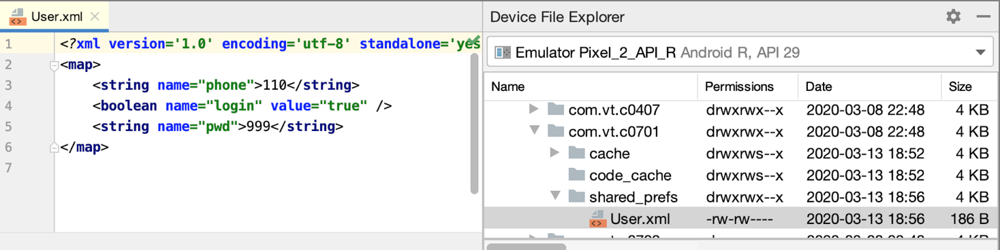 User.xml
1 <?xml version='1.0' encoding='utf-8' standalone='yes
2 <map>
3     <string name="phone">110</string>
4     <boolean name="login" value="true" />
5     <string name="pwd">999</string>
6 </map>
7
Device File Explorer
Emulator Pixel_2_API_R Android R, API 29
Name Permissions Date Size
com.vt.c0407 drwxrwx--x 2020-03-08 22:48 4 KB
com.vt.c0701 drwxrwx--x 2020-03-08 22:48 4 KB
cache drwxrws--x 2020-03-13 18:52 4 KB
code_cache drwxrws--x 2020-03-13 18:52 4 KB
shared_prefs drwxrwx--x 2020-03-13 18:56 4 KB
User.xml -rw-rw---- 2020-03-13 18:56 186 B